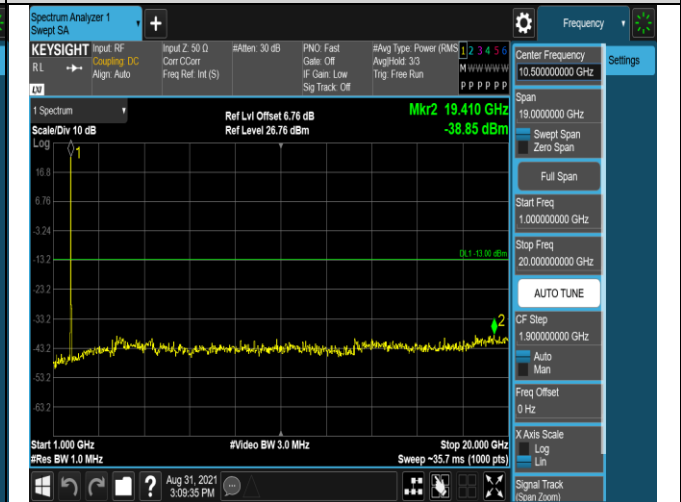 Spectrum Analyzer 1
Swept SA
+
Frequency
KEYSIGHT
RL
LXI
Input: RF
Coupling: DC
Align: Auto
Input Z: 50 Ω
Corr CCorr
Freq Ref: Int (S)
#Atten: 30 dB
PNO: Fast
Gate: Off
IF Gain: Low
Sig Track: Off
#Avg Type: Power (RMS
Avg|Hold: 3/3
Trig: Free Run
1 2 3 4 5 6
M W W W W W
P P P P P P
Center Frequency
10.500000000 GHz
Settings
Span
19.0000000 GHz
Swept Span
Zero Span
Full Span
Start Freq
1.000000000 GHz
Stop Freq
20.000000000 GHz
AUTO TUNE
CF Step
1.900000000 GHz
Auto
Man
Freq Offset
0 Hz
X Axis Scale
Log
Lin
Signal Track
(Span Zoom)
1 Spectrum
Scale/Div 10 dB
Log
Ref Lvl Offset 6.76 dB
Ref Level 26.76 dBm
Mkr2 19.410 GHz
-38.85 dBm
1
16.8
6.76
-3.24
-13.2
DL1 -13.00 dBm
-23.2
-33.2
2
-43.2
-53.2
-63.2
Start 1.000 GHz
#Res BW 1.0 MHz
#Video BW 3.0 MHz
Stop 20.000 GHz
Sweep ~35.7 ms (1000 pts)
?
Aug 31, 2021
3:09:35 PM